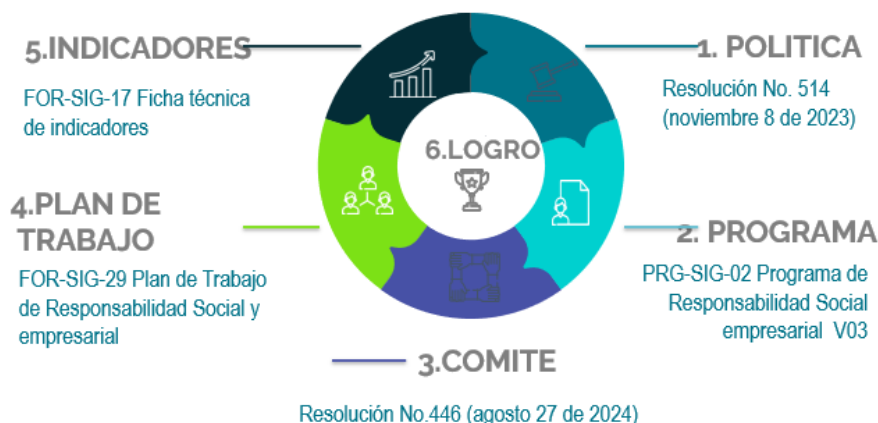 1. POLITICA
Resolución No. 514
(noviembre 8 de 2023)
2. PROGRAMA
PRG-SIG-02 Programa de
Responsabilidad Social
empresarial V03
3.COMITE
Resolución No.446 (agosto 27 de 2024)
4.PLAN DE
TRABAJO
FOR-SIG-29 Plan de Trabajo
de Responsabilidad Social y
empresarial
5.INDICADORES
FOR-SIG-17 Ficha técnica
de indicadores
6.LOGRO